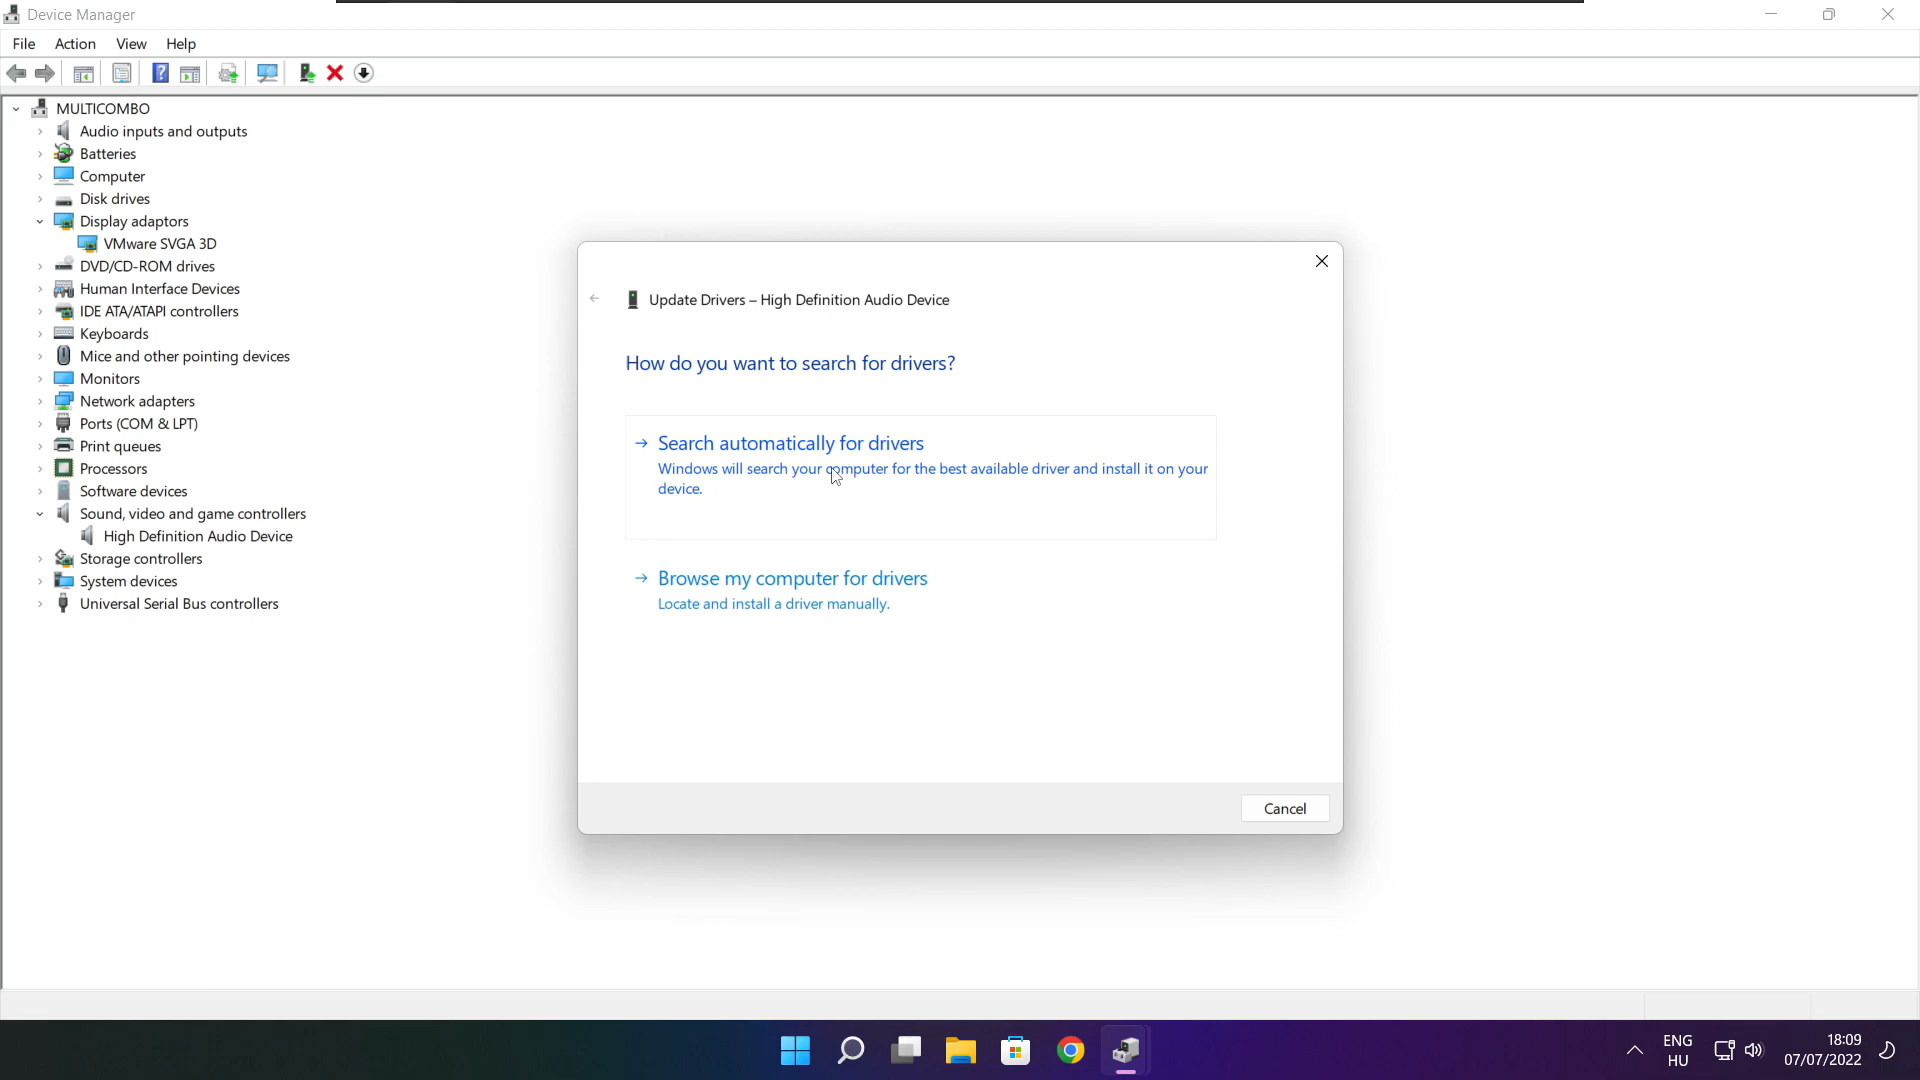 Device Manager
File Action View Help
MULTICOMBO
Audio inputs and outputs
Batteries
Computer
Disk drives
Display adaptors
VMware SVGA 3D
DVD/CD-ROM drives
Human Interface Devices
IDE ATA/ATAPI controllers
Keyboards
Mice and other pointing devices
Monitors
Network adapters
Ports (COM & LPT)
Print queues
Processors
Software devices
Sound, video and game controllers
High Definition Audio Device
Storage controllers
System devices
Universal Serial Bus controllers
Update Drivers – High Definition Audio Device
How do you want to search for drivers?
Search automatically for drivers
Windows will search your computer for the best available driver and install it on your
device.
Browse my computer for drivers
Locate and install a driver manually.
Cancel
ENG
HU
18:09
07/07/2022